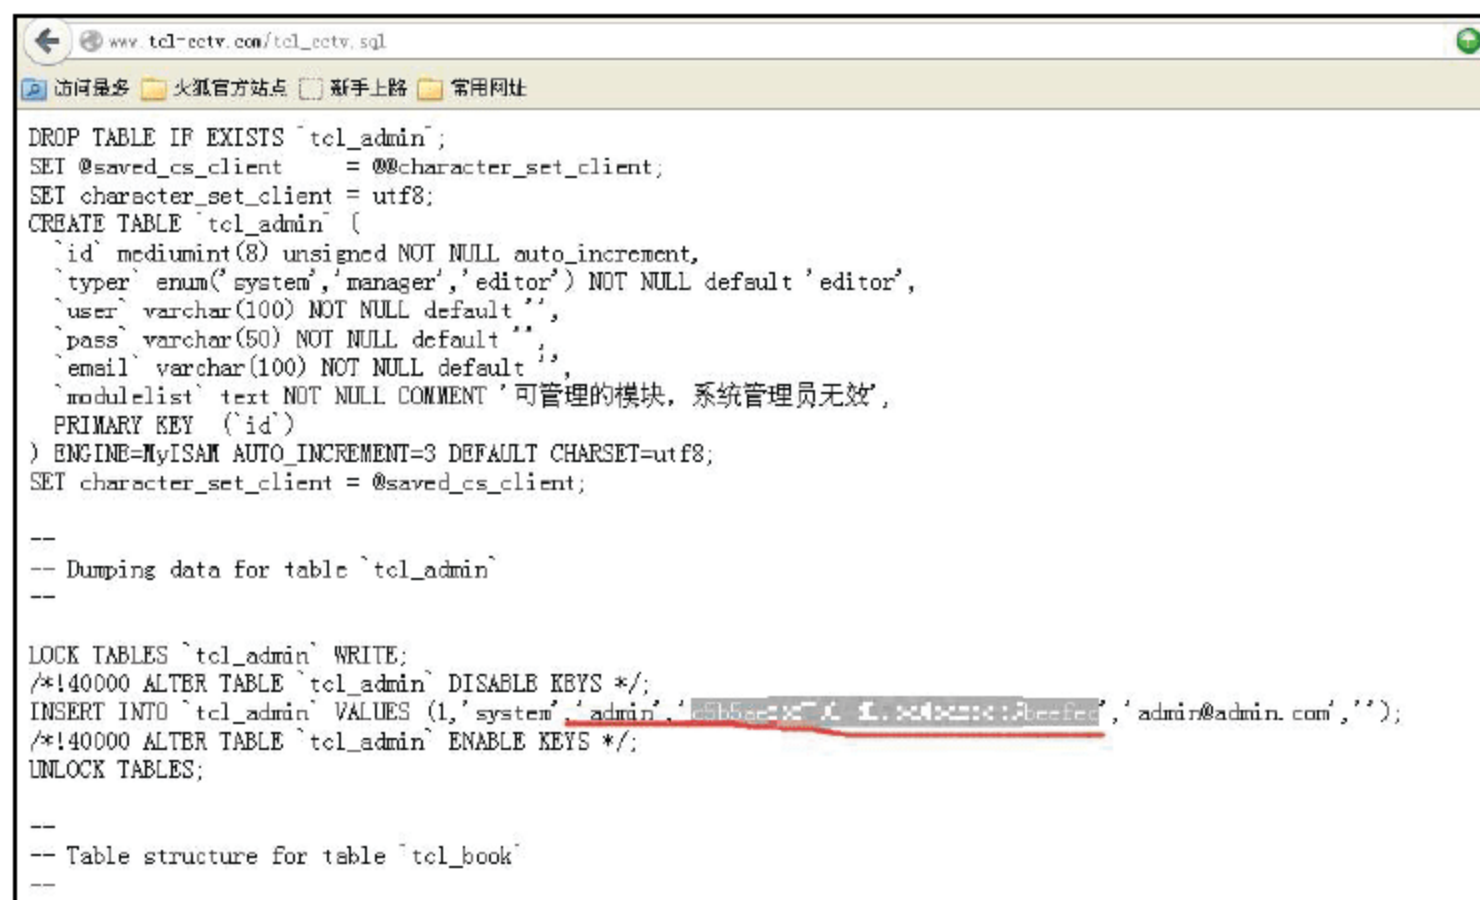 www.tcl-cctv.com/tcl_cctv.sql
访问最多 火狐官方站点 新手上路 常用网址
DROP TABLE IF EXISTS `tcl_admin`;
SET @saved_cs_client     = @@character_set_client;
SET character_set_client = utf8;
CREATE TABLE `tcl_admin` (
  `id` mediumint(8) unsigned NOT NULL auto_increment,
  `typer` enum('system','manager','editor') NOT NULL default 'editor',
  `user` varchar(100) NOT NULL default '',
  `pass` varchar(50) NOT NULL default '',
  `email` varchar(100) NOT NULL default '',
  `modulelist` text NOT NULL COMMENT '可管理的模块，系统管理员无效',
  PRIMARY KEY  (`id`)
) ENGINE=MyISAM AUTO_INCREMENT=3 DEFAULT CHARSET=utf8;
SET character_set_client = @saved_cs_client;
--
-- Dumping data for table `tcl_admin`
--
LOCK TABLES `tcl_admin` WRITE;
/*!40000 ALTER TABLE `tcl_admin` DISABLE KEYS */;
INSERT INTO `tcl_admin` VALUES (1,'system','admin','','admin@admin.com','');
/*!40000 ALTER TABLE `tcl_admin` ENABLE KEYS */;
UNLOCK TABLES;
--
-- Table structure for table `tcl_book`
--